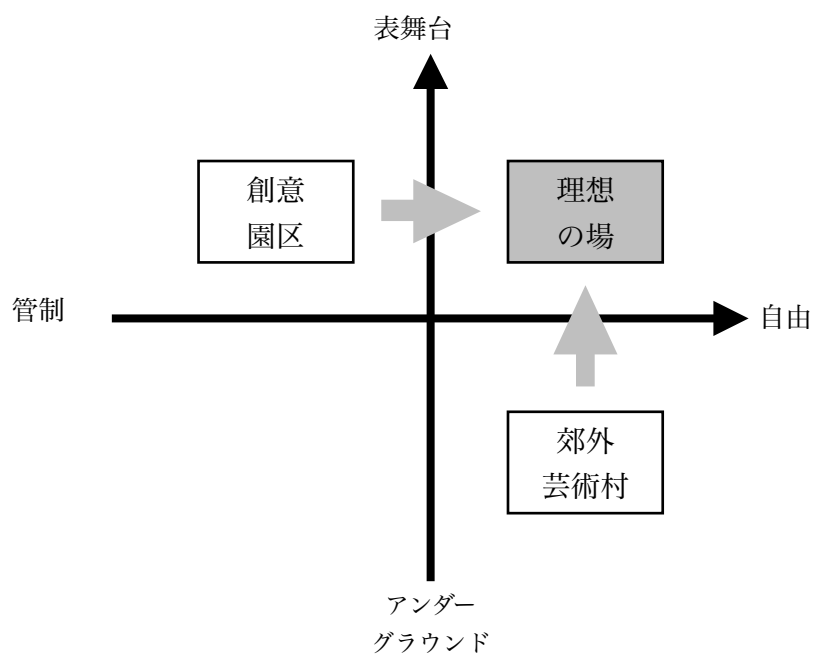 表舞台
創意
園区
理想
の場
管制
自由
郊外
芸術村
アンダー
グラウンド